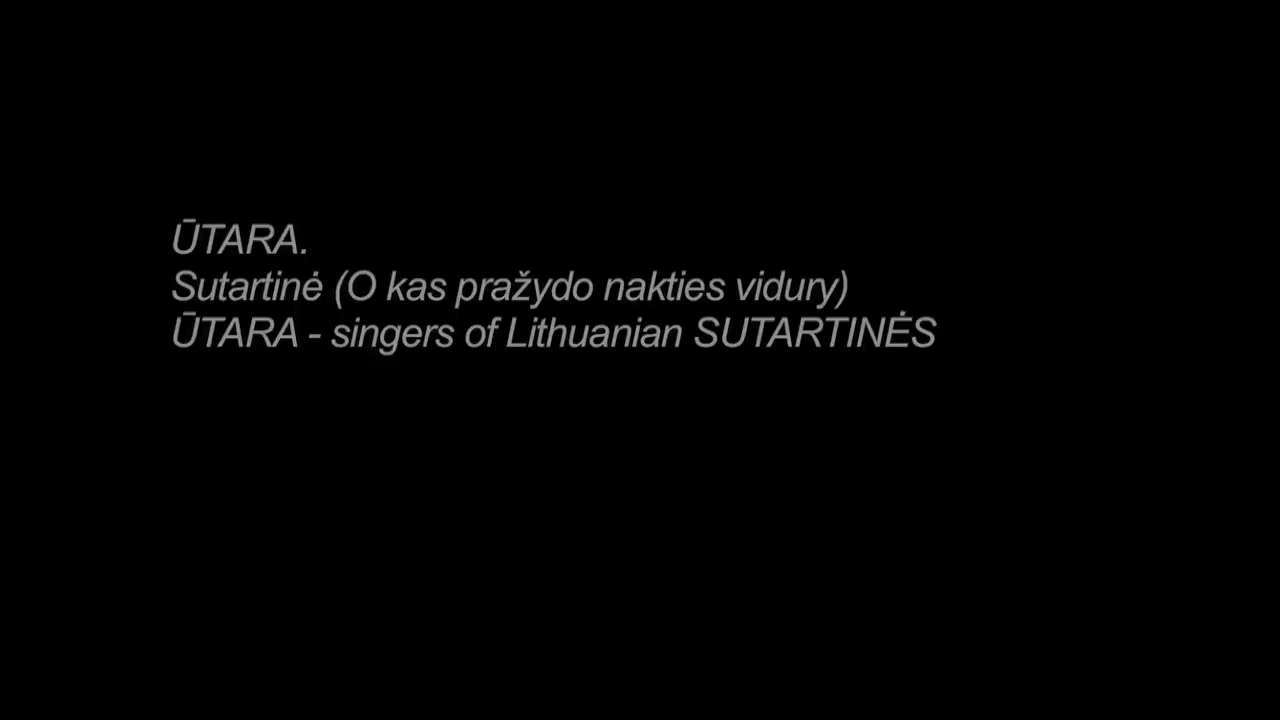 ŪTARA.
Sutartinė (O kas pražydo nakties vidury)
ŪTARA - singers of Lithuanian SUTARTINĖS